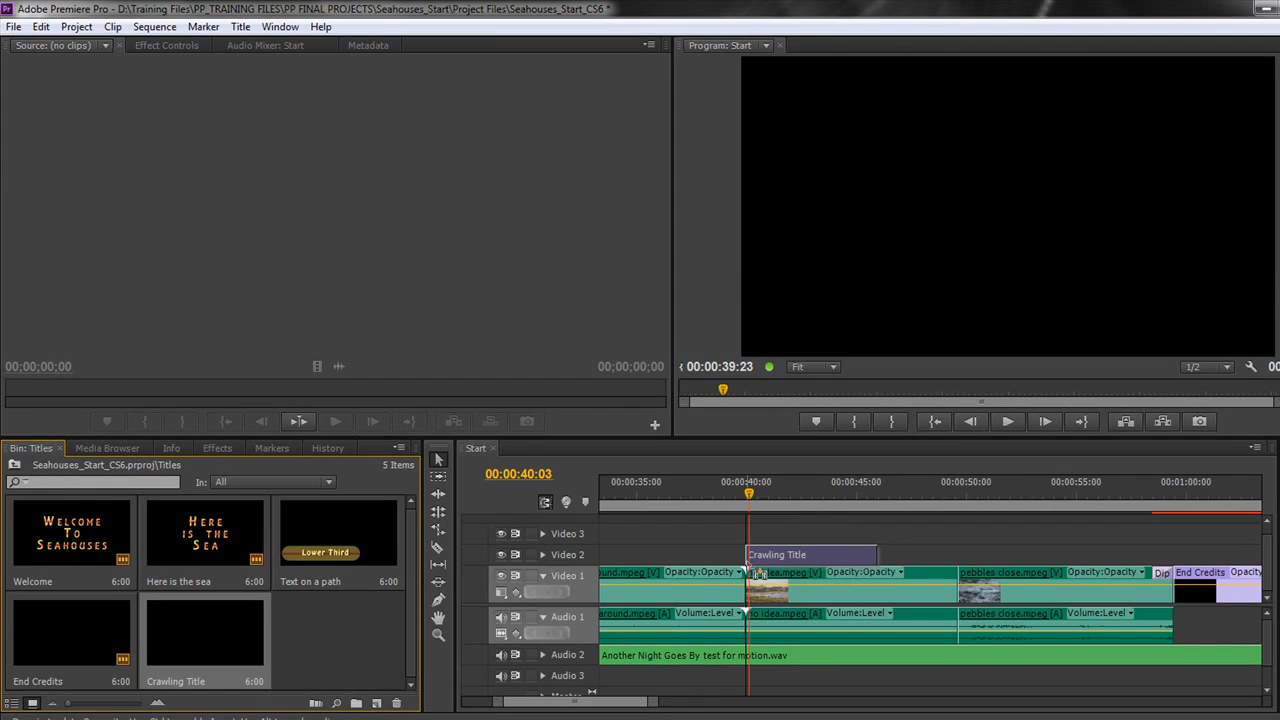 Adobe Premiere Pro - D:\Training Files\PP_TRAINING FILES\PP FINAL PROJECTS\Seahouses_Start\Project Files\Seahouses_Start_CS6 *
File Edit Project Clip Sequence Marker Title Window Help
Source: (no clips) Effect Controls Audio Mixer: Start Metadata
Program: Start
00;00;00;00
00;00;00;00
00:00:39:23 Fit 1/2 00
Bin: Titles Media Browser Info Effects Markers History
Seahouses_Start_CS6.prproj\Titles 5 Items
In: All
WELCOME
TO
SEAHOUSES
HERE
IS THE
SEA
Lower Third
Welcome 6:00
Here is the sea 6:00
Text on a path 6:00
End Credits 6:00
Crawling Title 6:00
Start
00:00:40:03
00:00:35:00 00:00:40:00 00:00:45:00 00:00:50:00 00:00:55:00 00:01:00:00
Video 3
Video 2 Crawling Title
Video 1 ound.mpeg [V] Opacity:Opacity idea.mpeg [V] Opacity:Opacity pebbles close.mpeg [V] Opacity:Opacity Dip End Credits Opacity
Audio 1 around.mpeg [A] Volume:Level no idea.mpeg [A] Volume:Level pebbles close.mpeg [A] Volume:Level
Audio 2 Another Night Goes By test for motion.wav
Audio 3